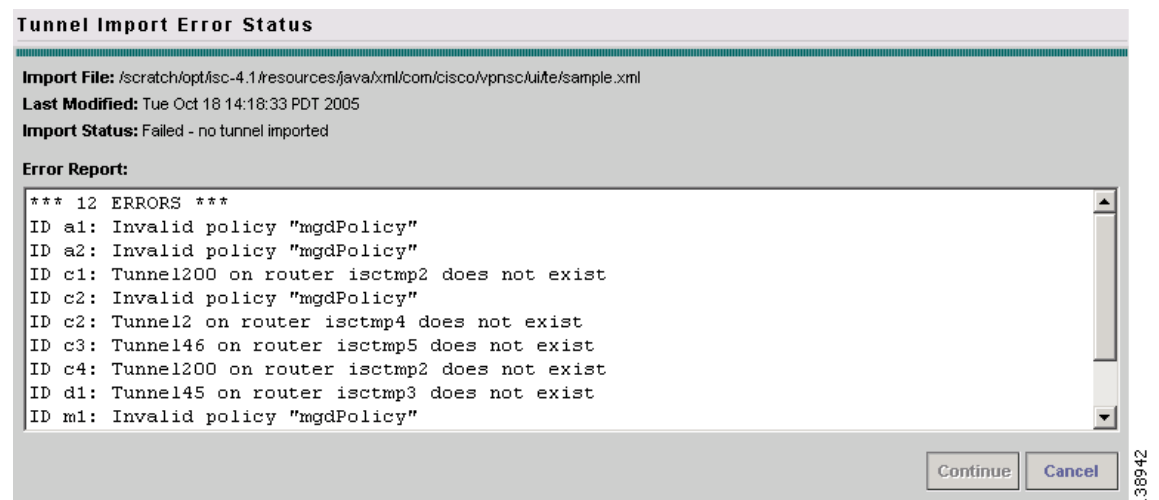 Tunnel Import Error Status
Import File: /scratch/opt/isc-4.1/resources/java/xml/com/cisco/vpnsc/ui/te/sample.xml
Last Modified: Tue Oct 18 14:18:33 PDT 2005
Import Status: Failed - no tunnel imported
Error Report:
*** 12 ERRORS ***
ID a1: Invalid policy "mgdPolicy"
ID a2: Invalid policy "mgdPolicy"
ID c1: Tunnel200 on router isctmp2 does not exist
ID c2: Invalid policy "mgdPolicy"
ID c2: Tunnel2 on router isctmp4 does not exist
ID c3: Tunnel46 on router isctmp5 does not exist
ID c4: Tunnel200 on router isctmp2 does not exist
ID d1: Tunnel45 on router isctmp3 does not exist
ID m1: Invalid policy "mgdPolicy"
Continue Cancel